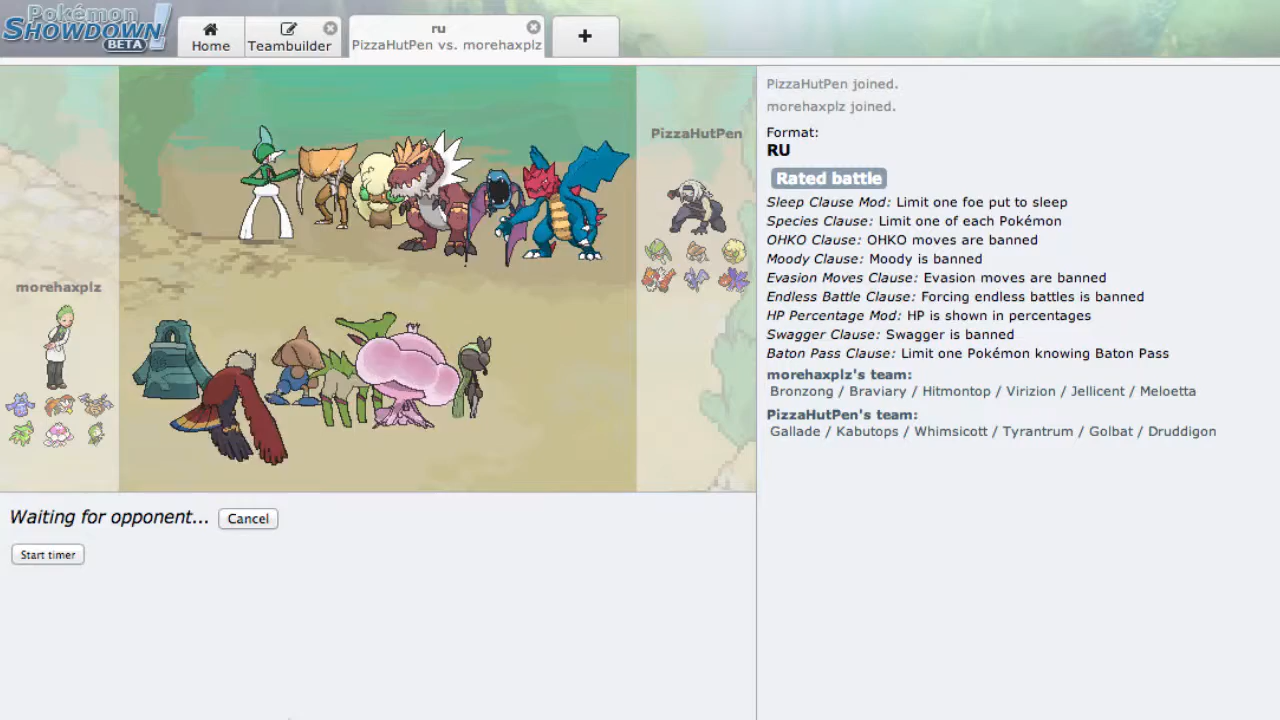 Pokémon
SHOWDOWN!
BETA
Home
Teambuilder
ru
PizzaHutPen vs. morehaxplz
+
PizzaHutPen
morehaxplz
Waiting for opponent... Cancel
Start timer
PizzaHutPen joined.
morehaxplz joined.
Format:
RU
Rated battle
Sleep Clause Mod: Limit one foe put to sleep
Species Clause: Limit one of each Pokémon
OHKO Clause: OHKO moves are banned
Moody Clause: Moody is banned
Evasion Moves Clause: Evasion moves are banned
Endless Battle Clause: Forcing endless battles is banned
HP Percentage Mod: HP is shown in percentages
Swagger Clause: Swagger is banned
Baton Pass Clause: Limit one Pokémon knowing Baton Pass
morehaxplz's team:
Bronzong / Braviary / Hitmontop / Virizion / Jellicent / Meloetta
PizzaHutPen's team:
Gallade / Kabutops / Whimsicott / Tyrantrum / Golbat / Druddigon